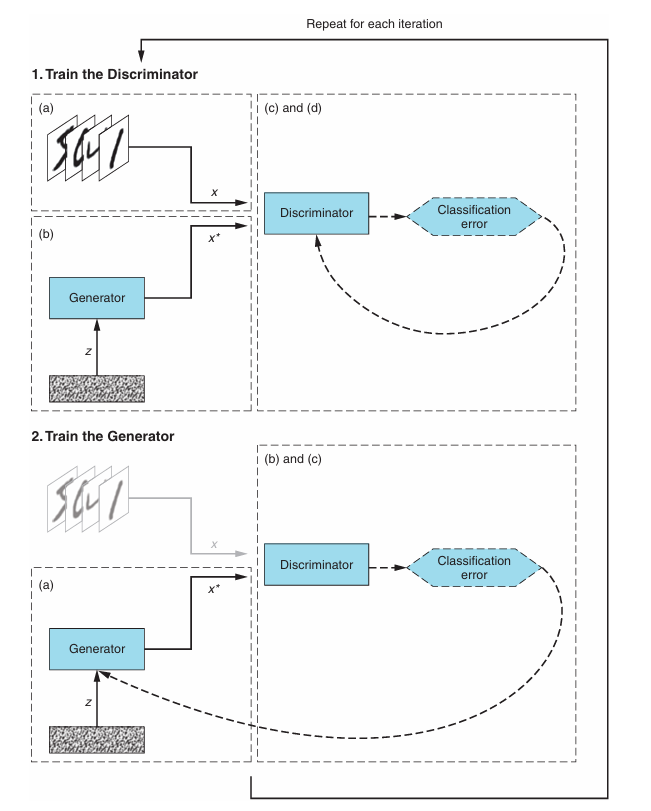 Repeat for each iteration
1. Train the Discriminator
(a)
x
(b)
x*
Generator
z
(c) and (d)
Discriminator
Classification
error
2. Train the Generator
x
(a)
x*
Generator
z
(b) and (c)
Discriminator
Classification
error